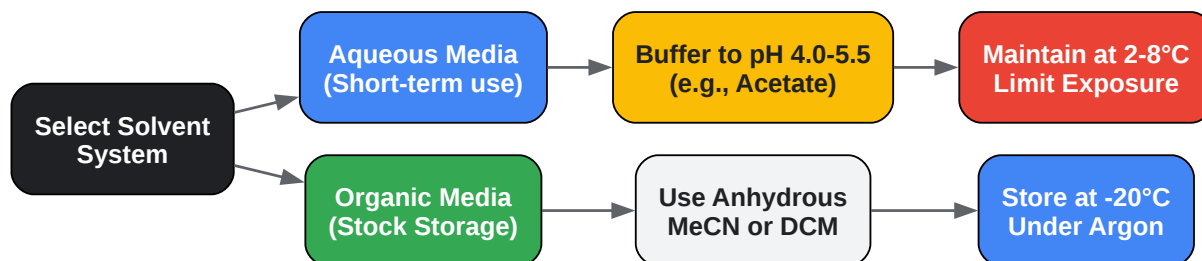 Select Solvent
System
Aqueous Media
(Short-term use)
Buffer to pH 4.0-5.5
(e.g., Acetate)
Maintain at 2-8°C
Limit Exposure
Organic Media
(Stock Storage)
Use Anhydrous
MeCN or DCM
Store at -20°C
Under Argon